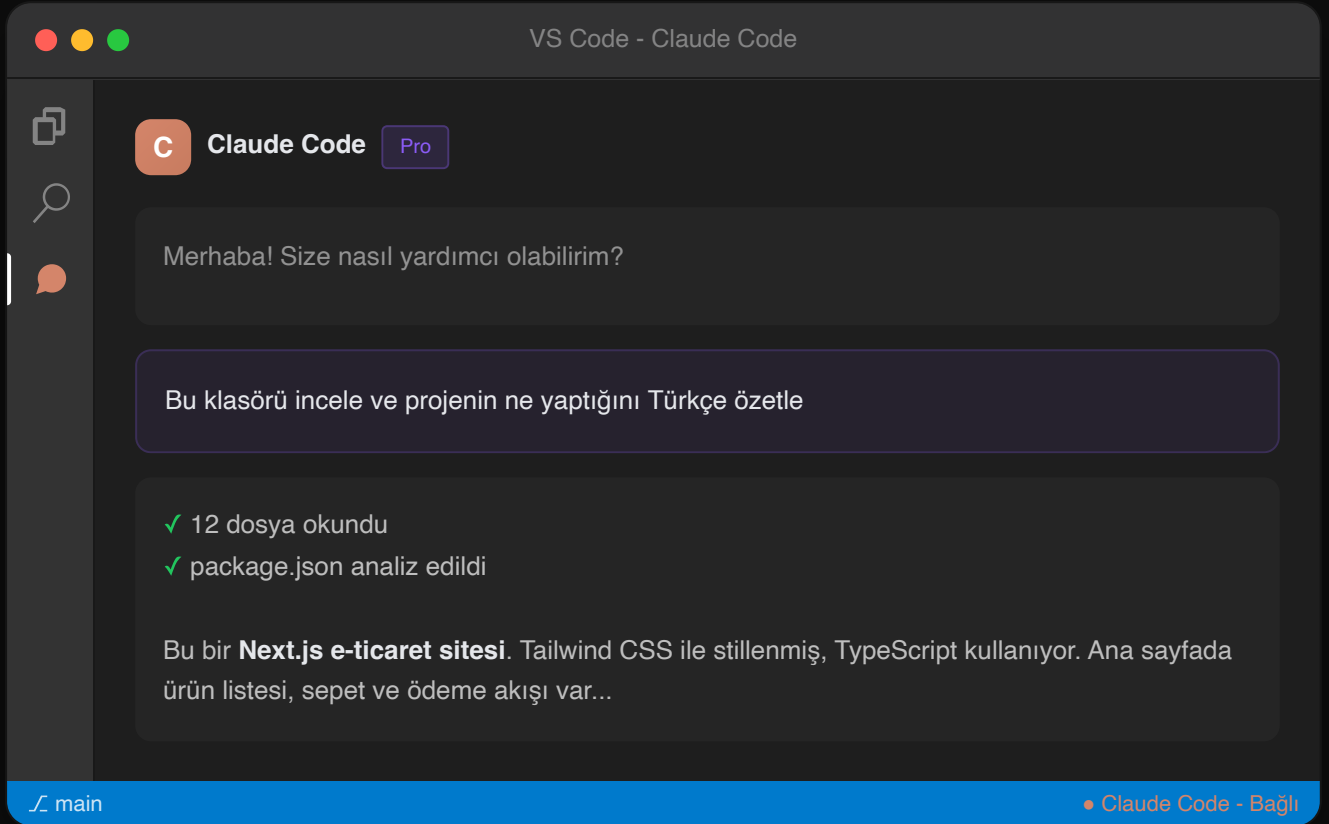 VS Code - Claude Code
C
Claude Code
Pro
Merhaba! Size nasıl yardımcı olabilirim?
Bu klasörü incele ve projenin ne yaptığını Türkçe özetle
✓ 12 dosya okundu
✓ package.json analiz edildi
Bu bir Next.js e-ticaret sitesi. Tailwind CSS ile stillenmiş, TypeScript kullanıyor. Ana sayfada
ürün listesi, sepet ve ödeme akışı var...
⎇ main
● Claude Code - Bağlı